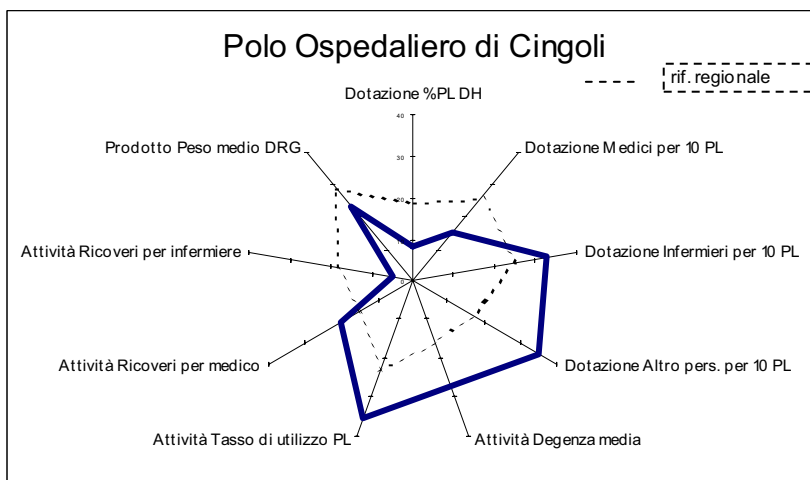 Polo Ospedaliero di Cingoli
rif. regionale
Dotazione %PL DH
40
30
20
10
0
Prodotto Peso medio DRG
Dotazione Medici per 10 PL
Attività Ricoveri per infermiere
Dotazione Infermieri per 10 PL
Attività Ricoveri per medico
Dotazione Altro pers. per 10 PL
Attività Tasso di utilizzo PL
Attività Degenza media